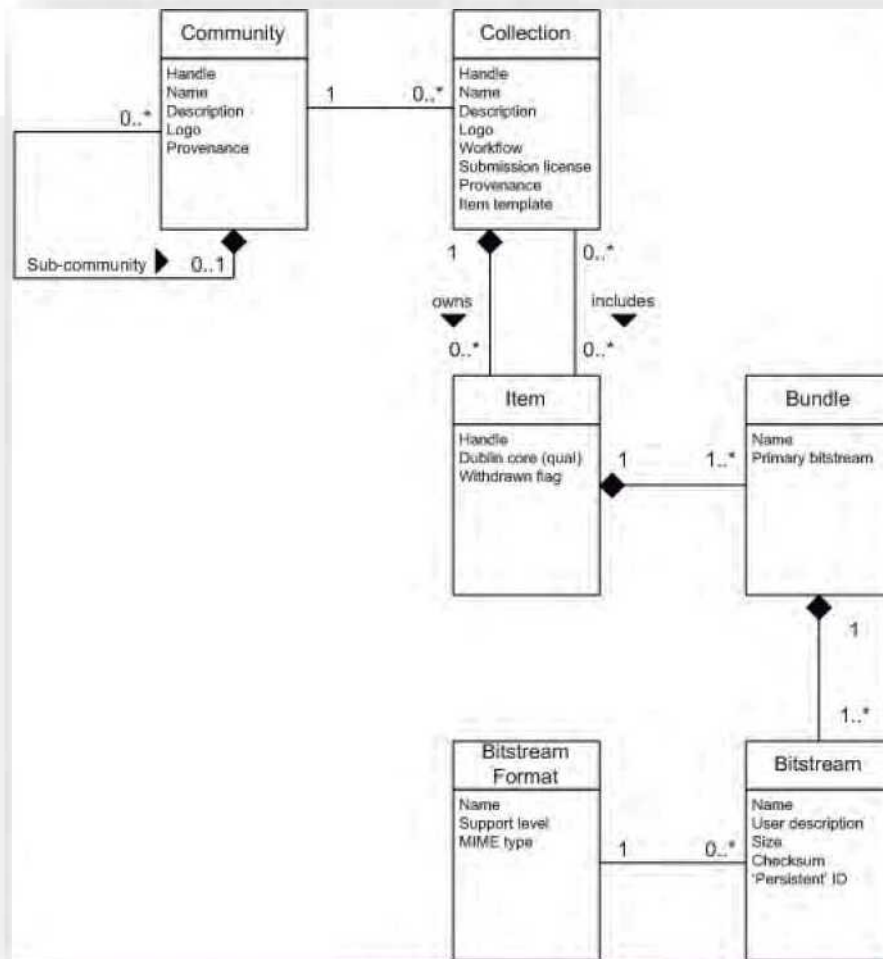 Community
Handle
Name
Description
Logo
Provenance
0..*
Sub-community
0..1
1
0..*
Collection
Handle
Name
Description
Logo
Workflow
Submission license
Provenance
Item template
1
0..*
owns
includes
0..*
0..*
Item
Handle
Dublin core (qual)
Withdrawn flag
1
1..*
Bundle
Name
Primary bitstream
1
1..*
Bitstream
Format
Name
Support level
MIME type
1
0..*
Bitstream
Name
User description
Size
Checksum
'Persistent' ID